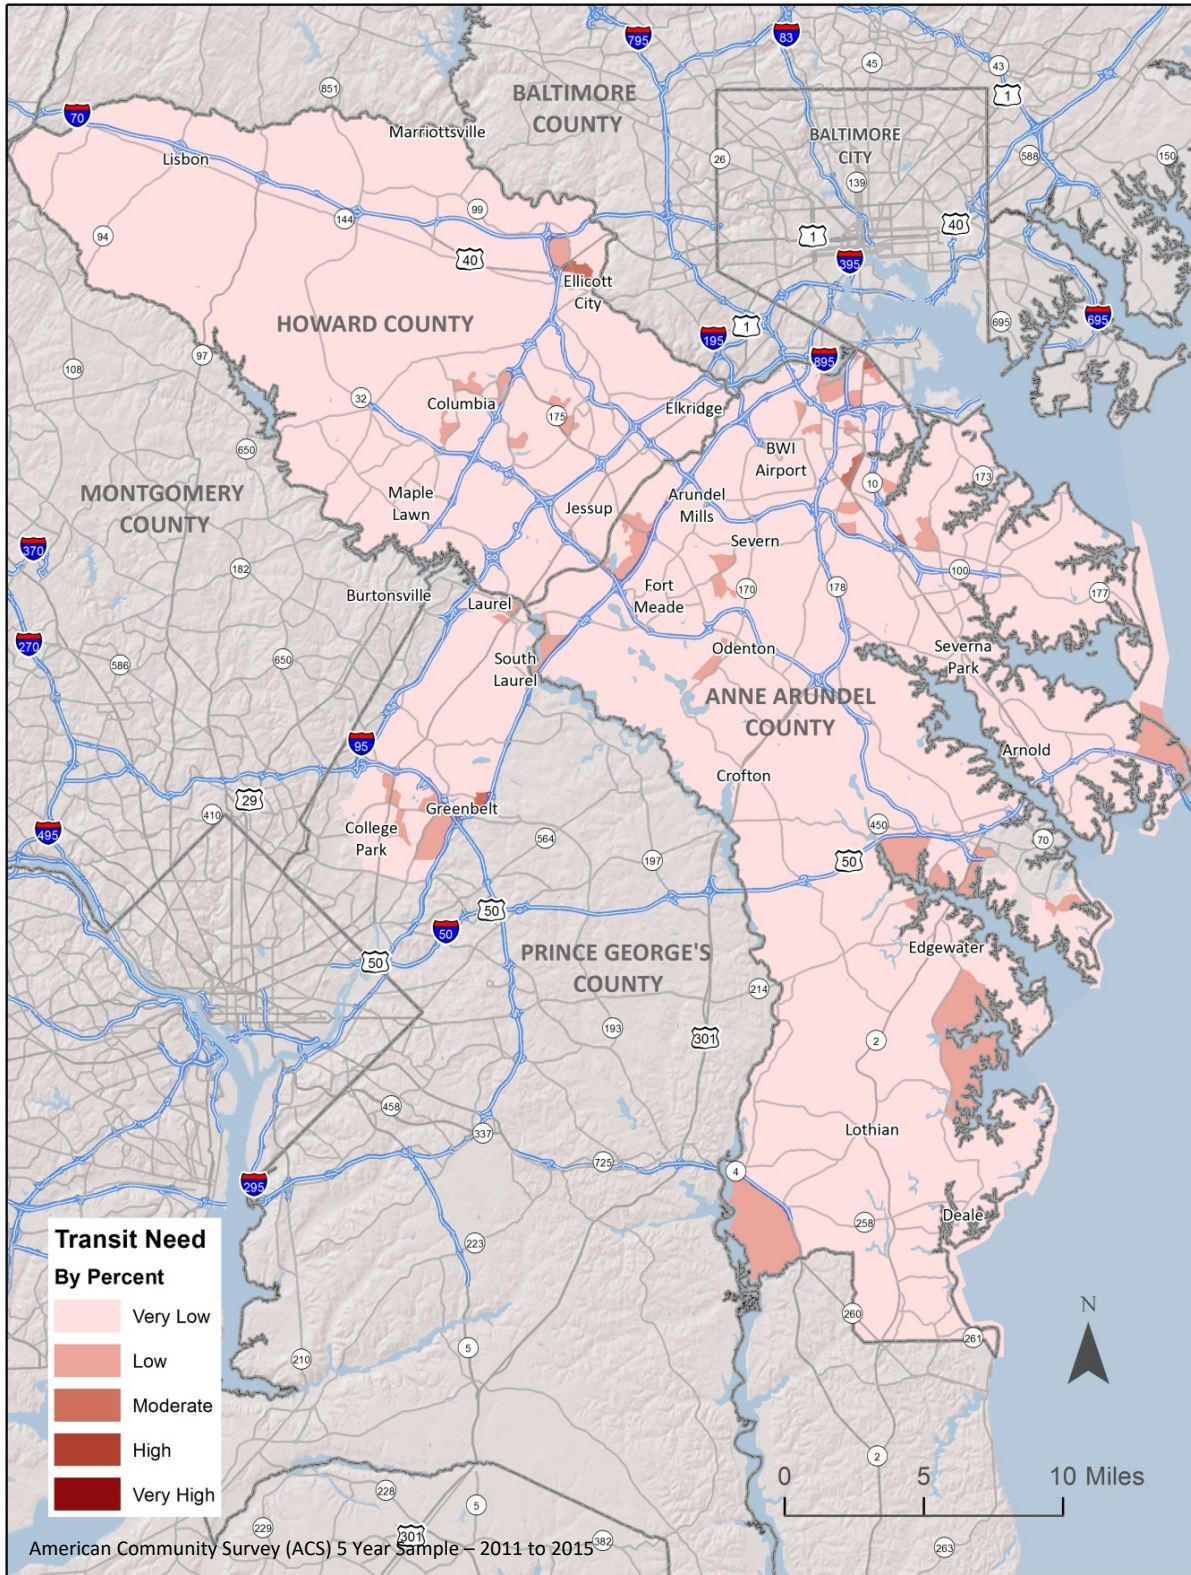 795
83
45
43
1
851
BALTIMORE
COUNTY
70
Marriottsville
BALTIMORE
CITY
Lisbon
26
588
150
139
99
144
94
1
40
40
395
Ellicott
City
HOWARD COUNTY
1
195
695
695
97
895
108
32
Columbia
175
Elkridge
650
BWI
Airport
173
10
MONTGOMERY
COUNTY
Maple
Lawn
Jessup
Arundel
Mills
370
Severn
182
100
Burtonsville
Laurel
Fort
Meade
170
178
177
270
586
650
South
Laurel
Odenton
Severna
Park
ANNE ARUNDEL
COUNTY
95
Arnold
Crofton
29
410
Greenbelt
495
College
Park
564
450
70
197
50
50
50
50
Edgewater
PRINCE GEORGE'S
COUNTY
214
193
301
2
458
337
Lothian
725
4
295
Deale
258
223
Transit Need
By Percent
Very Low
Low
Moderate
High
Very High
N
260
261
5
210
2
0 5 10 Miles
228
5
229
301
382
263
American Community Survey (ACS) 5 Year Sample – 2011 to 2015